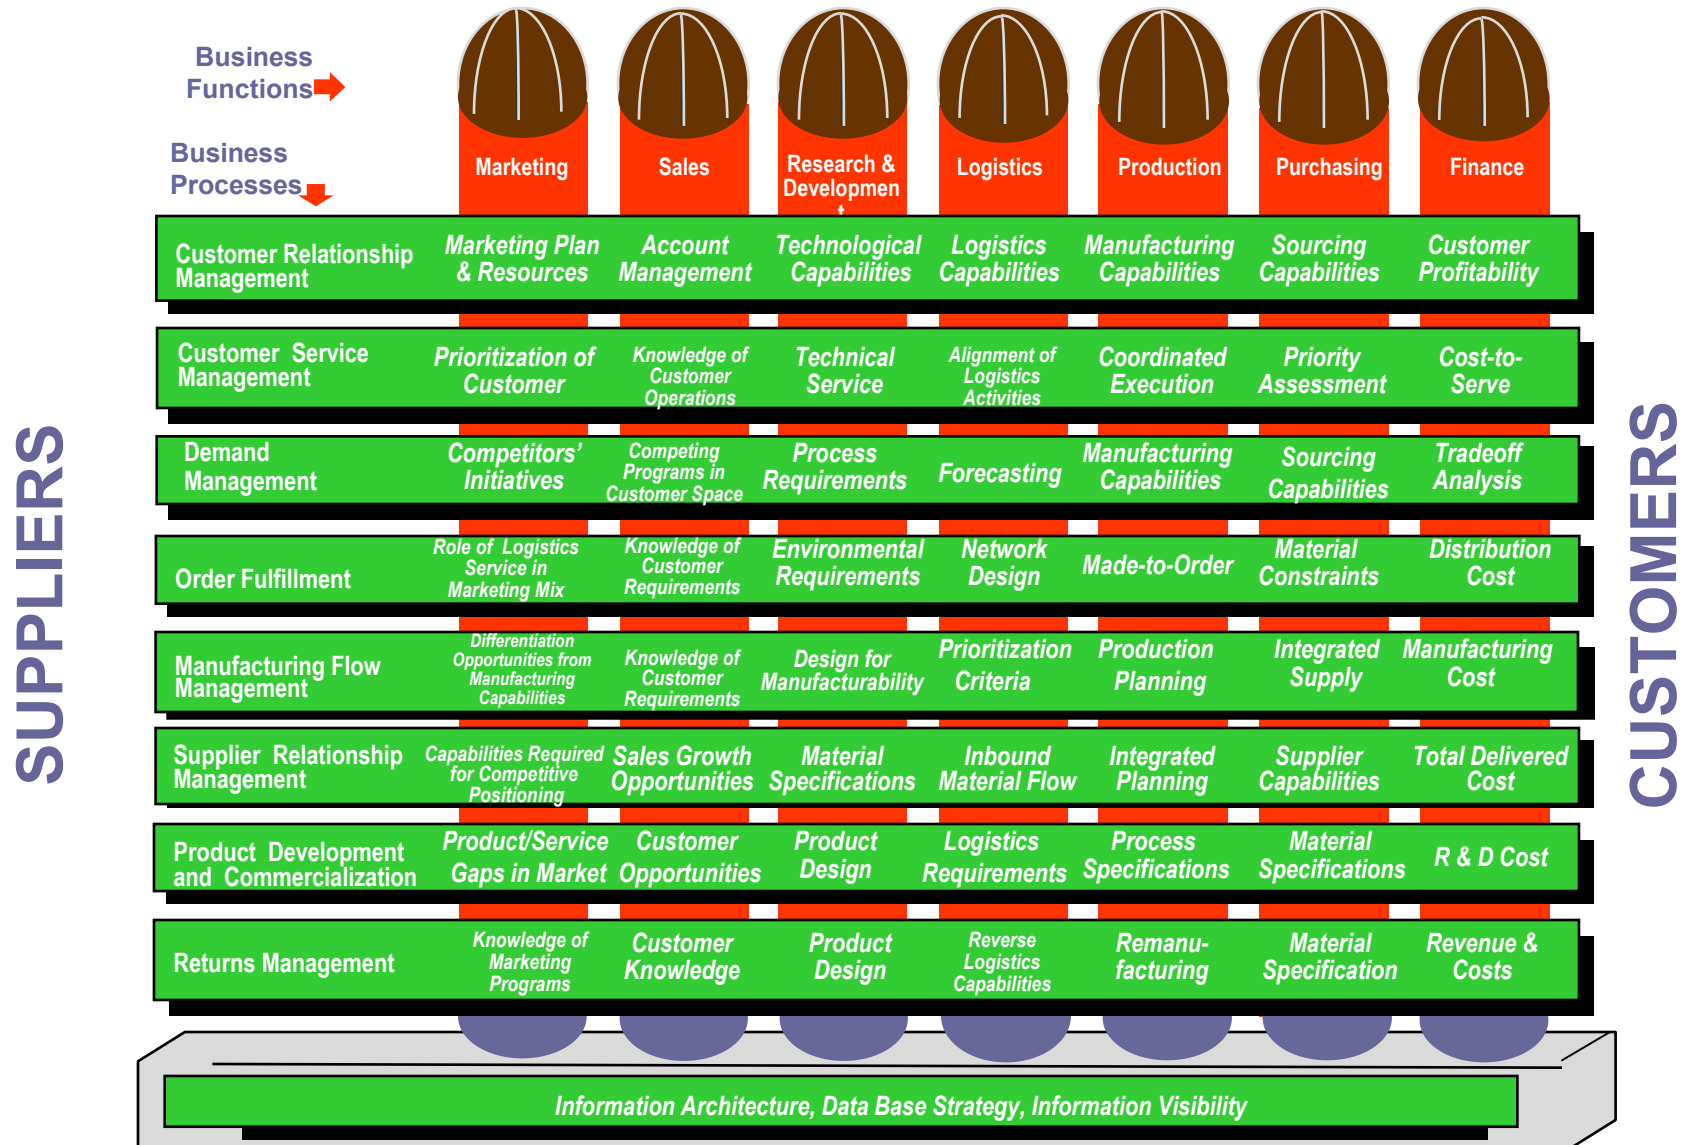 Business
Functions
Business
Processes
Marketing
Sales
Research &
Developmen
t
Logistics
Production
Purchasing
Finance
SUPPLIERS
CUSTOMERS
Customer Relationship
Management
Marketing Plan
& Resources
Account
Management
Technological
Capabilities
Logistics
Capabilities
Manufacturing
Capabilities
Sourcing
Capabilities
Customer
Profitability
Customer Service
Management
Prioritization of
Customer
Knowledge of
Customer
Operations
Technical
Service
Alignment of
Logistics
Activities
Coordinated
Execution
Priority
Assessment
Cost-to-
Serve
Demand
Management
Competitors’
Initiatives
Competing
Programs in
Customer Space
Process
Requirements
Forecasting
Manufacturing
Capabilities
Sourcing
Capabilities
Tradeoff
Analysis
Order Fulfillment
Role of Logistics
Service in
Marketing Mix
Knowledge of
Customer
Requirements
Environmental
Requirements
Network
Design
Made-to-Order
Material
Constraints
Distribution
Cost
Manufacturing Flow
Management
Differentiation
Opportunities from
Manufacturing
Capabilities
Knowledge of
Customer
Requirements
Design for
Manufacturability
Prioritization
Criteria
Production
Planning
Integrated
Supply
Manufacturing
Cost
Supplier Relationship
Management
Capabilities Required
for Competitive
Positioning
Sales Growth
Opportunities
Material
Specifications
Inbound
Material Flow
Integrated
Planning
Supplier
Capabilities
Total Delivered
Cost
Product Development
and Commercialization
Product/Service
Gaps in Market
Customer
Opportunities
Product
Design
Logistics
Requirements
Process
Specifications
Material
Specifications
R & D Cost
Returns Management
Knowledge of
Marketing
Programs
Customer
Knowledge
Product
Design
Reverse
Logistics
Capabilities
Remanu-
facturing
Material
Specification
Revenue &
Costs
Information Architecture, Data Base Strategy, Information Visibility